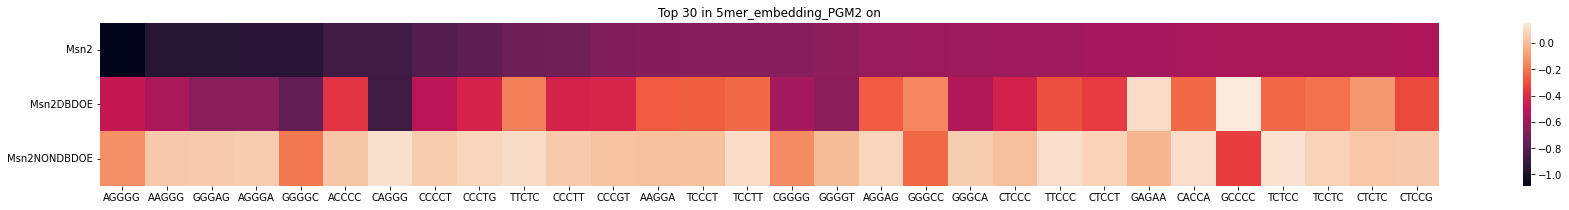 Top 30 in 5mer_embedding_PGM2 on
Msn2
Msn2DBDOE
Msn2NONDBDOE
AGGGG AAGGG GGGAG AGGGA GGGGC ACCCC CAGGG CCCCT CCCTG TTCTC CCCTT CCCGT AAGGA TCCCT TCCTT CGGGG GGGGT AGGAG GGGCC GGGCA CTCCC TTCCC CTCCT GAGAA CACCA GCCCC TCTCC TCCTC CTCTC CTCCG
0.0
−0.2
−0.4
−0.6
−0.8
−1.0